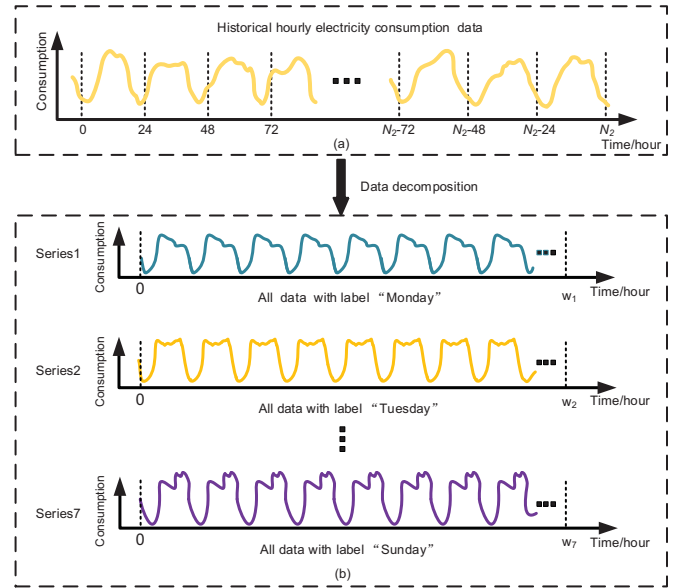 Historical hourly electricity consumption data
Consumption
0 24 48 72 N2-72 N2-48 N2-24 N2
Time/hour
(a)
Data decomposition
Series1
Consumption
0 w1 Time/hour
All data with label “Monday”
Series2
Consumption
0 w2 Time/hour
All data with label “Tuesday”
Series7
Consumption
0 w7 Time/hour
All data with label “Sunday”
(b)